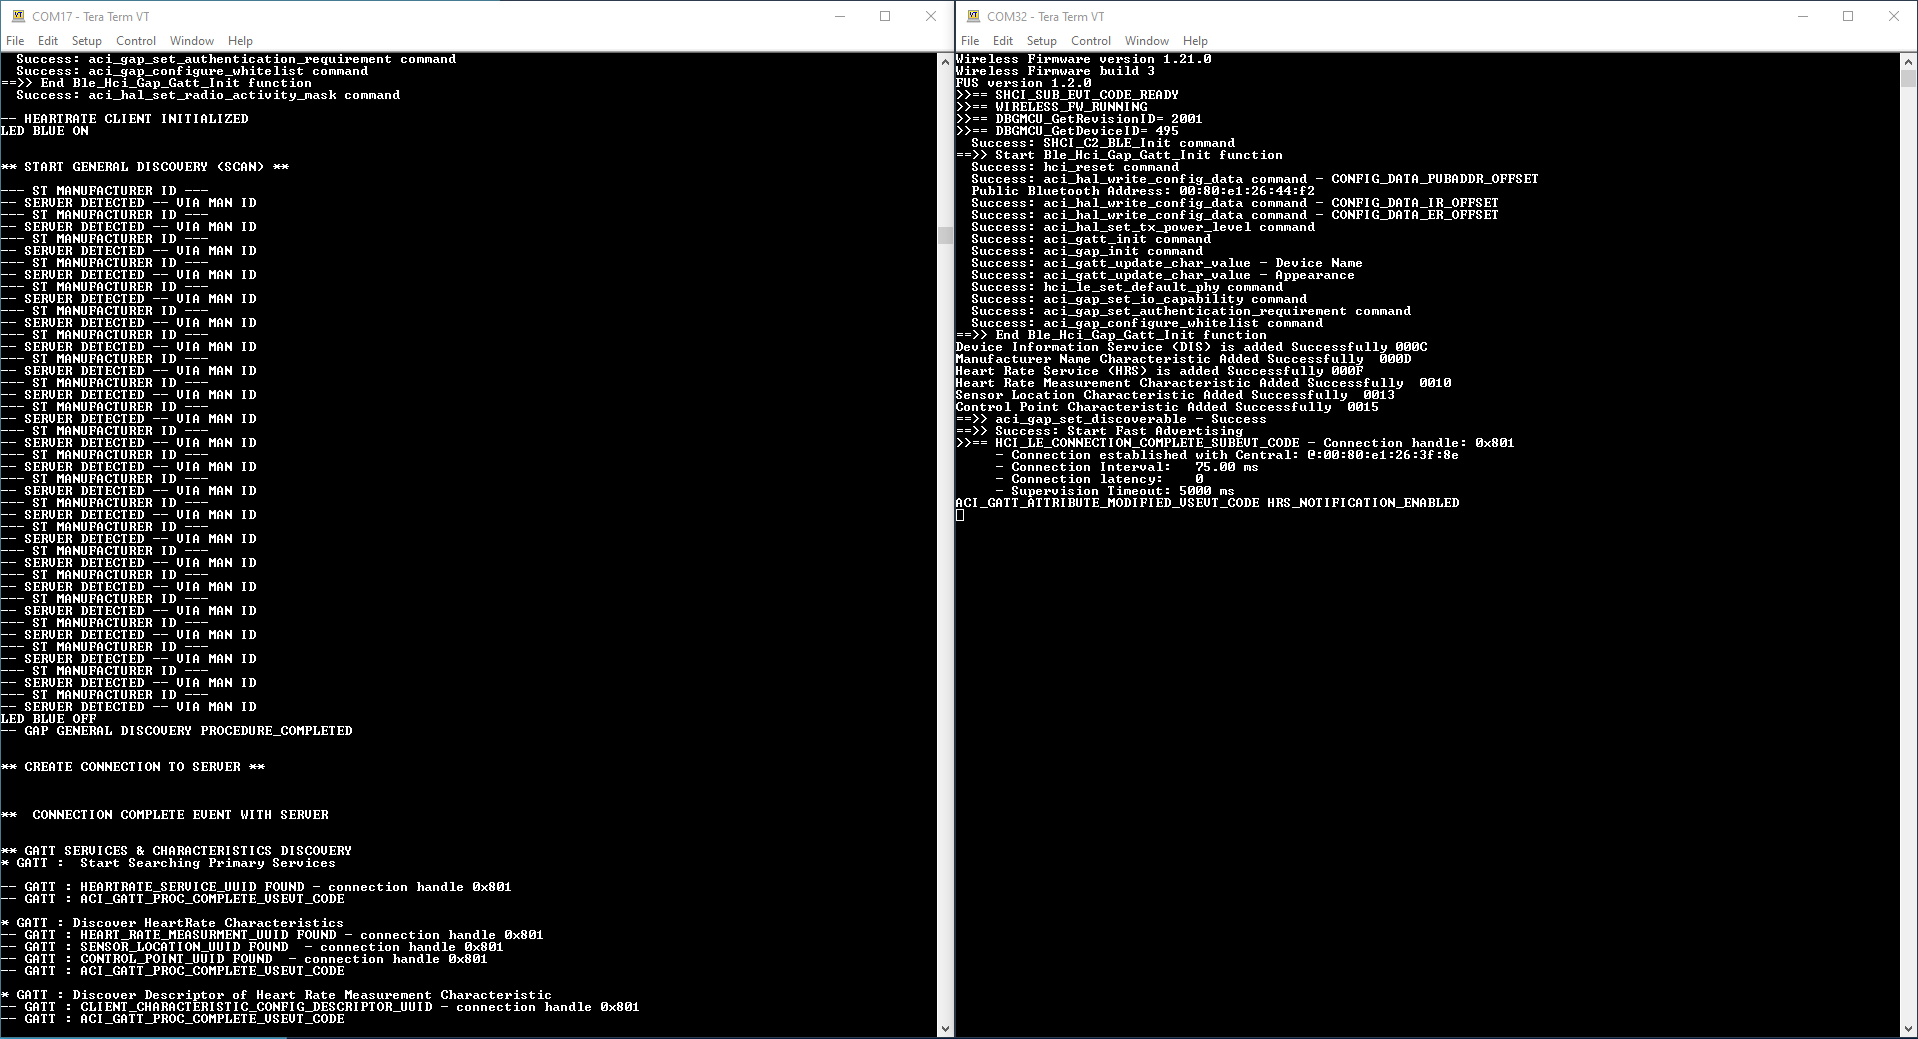 COM17 - Tera Term VT
File Edit Setup Control Window Help
Success: aci_gap_set_authentication_requirement command
Success: aci_gap_configure_whitelist command
==>> End Ble_Hci_Gap_Gatt_Init function
Success: aci_hal_set_radio_activity_mask command
-- HEARTRATE CLIENT INITIALIZED
LED BLUE ON
** START GENERAL DISCOVERY (SCAN) **
--- ST MANUFACTURER ID ---
-- SERVER DETECTED -- VIA MAN ID
--- ST MANUFACTURER ID ---
-- SERVER DETECTED -- VIA MAN ID
--- ST MANUFACTURER ID ---
-- SERVER DETECTED -- VIA MAN ID
--- ST MANUFACTURER ID ---
-- SERVER DETECTED -- VIA MAN ID
--- ST MANUFACTURER ID ---
-- SERVER DETECTED -- VIA MAN ID
--- ST MANUFACTURER ID ---
-- SERVER DETECTED -- VIA MAN ID
--- ST MANUFACTURER ID ---
-- SERVER DETECTED -- VIA MAN ID
--- ST MANUFACTURER ID ---
-- SERVER DETECTED -- VIA MAN ID
--- ST MANUFACTURER ID ---
-- SERVER DETECTED -- VIA MAN ID
--- ST MANUFACTURER ID ---
-- SERVER DETECTED -- VIA MAN ID
--- ST MANUFACTURER ID ---
-- SERVER DETECTED -- VIA MAN ID
--- ST MANUFACTURER ID ---
-- SERVER DETECTED -- VIA MAN ID
--- ST MANUFACTURER ID ---
-- SERVER DETECTED -- VIA MAN ID
--- ST MANUFACTURER ID ---
-- SERVER DETECTED -- VIA MAN ID
--- ST MANUFACTURER ID ---
-- SERVER DETECTED -- VIA MAN ID
--- ST MANUFACTURER ID ---
-- SERVER DETECTED -- VIA MAN ID
--- ST MANUFACTURER ID ---
-- SERVER DETECTED -- VIA MAN ID
--- ST MANUFACTURER ID ---
-- SERVER DETECTED -- VIA MAN ID
--- ST MANUFACTURER ID ---
-- SERVER DETECTED -- VIA MAN ID
--- ST MANUFACTURER ID ---
-- SERVER DETECTED -- VIA MAN ID
--- ST MANUFACTURER ID ---
-- SERVER DETECTED -- VIA MAN ID
--- ST MANUFACTURER ID ---
-- SERVER DETECTED -- VIA MAN ID
LED BLUE OFF
-- GAP GENERAL DISCOVERY PROCEDURE_COMPLETED
** CREATE CONNECTION TO SERVER **
** CONNECTION COMPLETE EVENT WITH SERVER
** GATT SERVICES & CHARACTERISTICS DISCOVERY
* GATT : Start Searching Primary Services
-- GATT : HEARTRATE_SERVICE_UUID FOUND - connection handle 0x801
-- GATT : ACI_GATT_PROC_COMPLETE_VSEVT_CODE
* GATT : Discover HeartRate Characteristics
-- GATT : HEART_RATE_MEASURMENT_UUID FOUND - connection handle 0x801
-- GATT : SENSOR_LOCATION_UUID FOUND - connection handle 0x801
-- GATT : CONTROL_POINT_UUID FOUND - connection handle 0x801
-- GATT : ACI_GATT_PROC_COMPLETE_VSEVT_CODE
* GATT : Discover Descriptor of Heart Rate Measurement Characteristic
-- GATT : CLIENT_CHARACTERISTIC_CONFIG_DESCRIPTOR_UUID - connection handle 0x801
-- GATT : ACI_GATT_PROC_COMPLETE_VSEVT_CODE
COM32 - Tera Term VT
File Edit Setup Control Window Help
Wireless Firmware version 1.21.0
Wireless Firmware build 3
FUS version 1.2.0
>>== SHCI_SUB_EVT_CODE_READY
>>== WIRELESS_FW_RUNNING
>>== DBGMCU_GetRevisionID= 2001
>>== DBGMCU_GetDeviceID= 495
Success: SHCI_C2_BLE_Init command
==>> Start Ble_Hci_Gap_Gatt_Init function
Success: hci_reset command
Success: aci_hal_write_config_data command - CONFIG_DATA_PUBADDR_OFFSET
Public Bluetooth Address: 00:80:e1:26:44:f2
Success: aci_hal_write_config_data command - CONFIG_DATA_IR_OFFSET
Success: aci_hal_write_config_data command - CONFIG_DATA_ER_OFFSET
Success: aci_hal_set_tx_power_level command
Success: aci_gatt_init command
Success: aci_gap_init command
Success: aci_gatt_update_char_value - Device Name
Success: aci_gatt_update_char_value - Appearance
Success: hci_le_set_default_phy command
Success: aci_gap_set_io_capability command
Success: aci_gap_set_authentication_requirement command
Success: aci_gap_configure_whitelist command
==>> End Ble_Hci_Gap_Gatt_Init function
Device Information Service (DIS) is added Successfully 000C
Manufacturer Name Characteristic Added Successfully 000D
Heart Rate Service (HRS) is added Successfully 000F
Heart Rate Measurement Characteristic Added Successfully 0010
Sensor Location Characteristic Added Successfully 0013
Control Point Characteristic Added Successfully 0015
==>> aci_gap_set_discoverable - Success
==>> Success: Start Fast Advertising
>>== HCI_LE_CONNECTION_COMPLETE_SUBEVT_CODE - Connection handle: 0x801
- Connection established with Central: @:00:80:e1:26:3f:8e
- Connection Interval: 75.00 ms
- Connection latency: 0
- Supervision Timeout: 5000 ms
ACI_GATT_ATTRIBUTE_MODIFIED_VSEVT_CODE HRS_NOTIFICATION_ENABLED